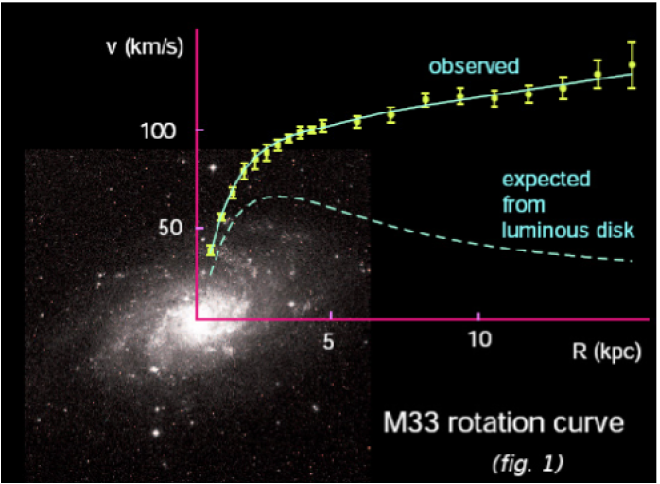 v (km/s)
observed
100
expected
from
luminous disk
50
5
10
R (kpc)
M33 rotation curve
(fig. 1)